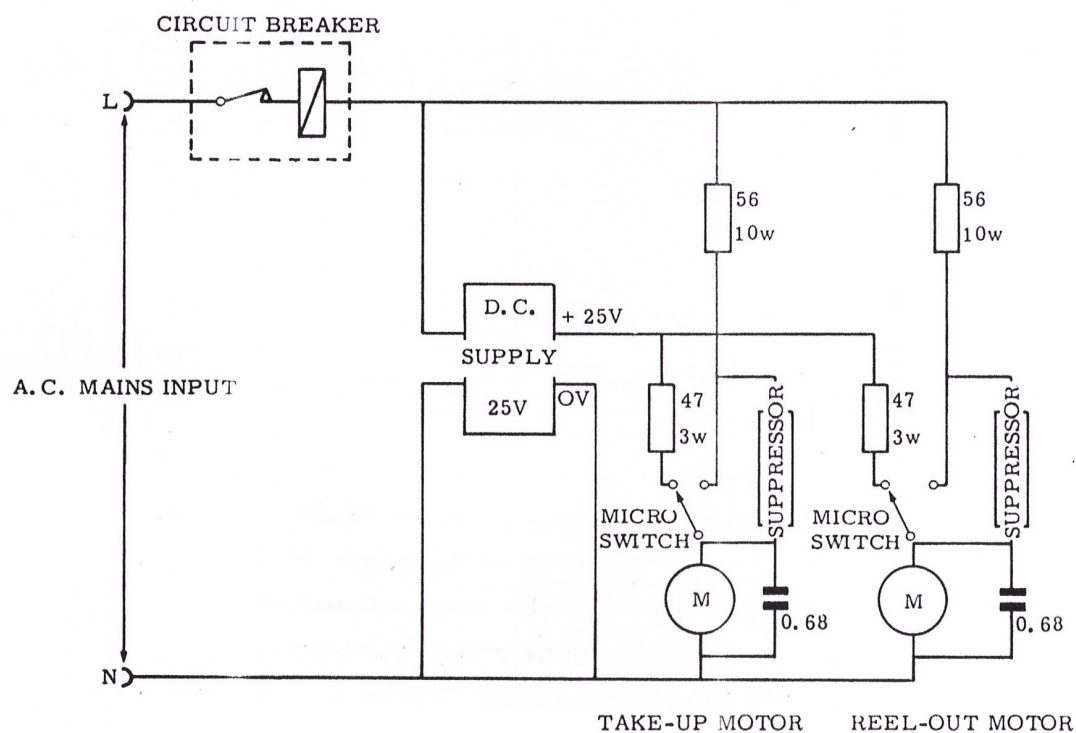 CIRCUIT BREAKER
L
56
10w
56
10w
D.C.
+ 25V
SUPPLY
25V
OV
A.C. MAINS INPUT
47
3w
SUPPRESSOR
47
3w
SUPPRESSOR
MICRO
SWITCH
MICRO
SWITCH
M
0.68
M
0.68
N
TAKE-UP MOTOR
REEL-OUT MOTOR